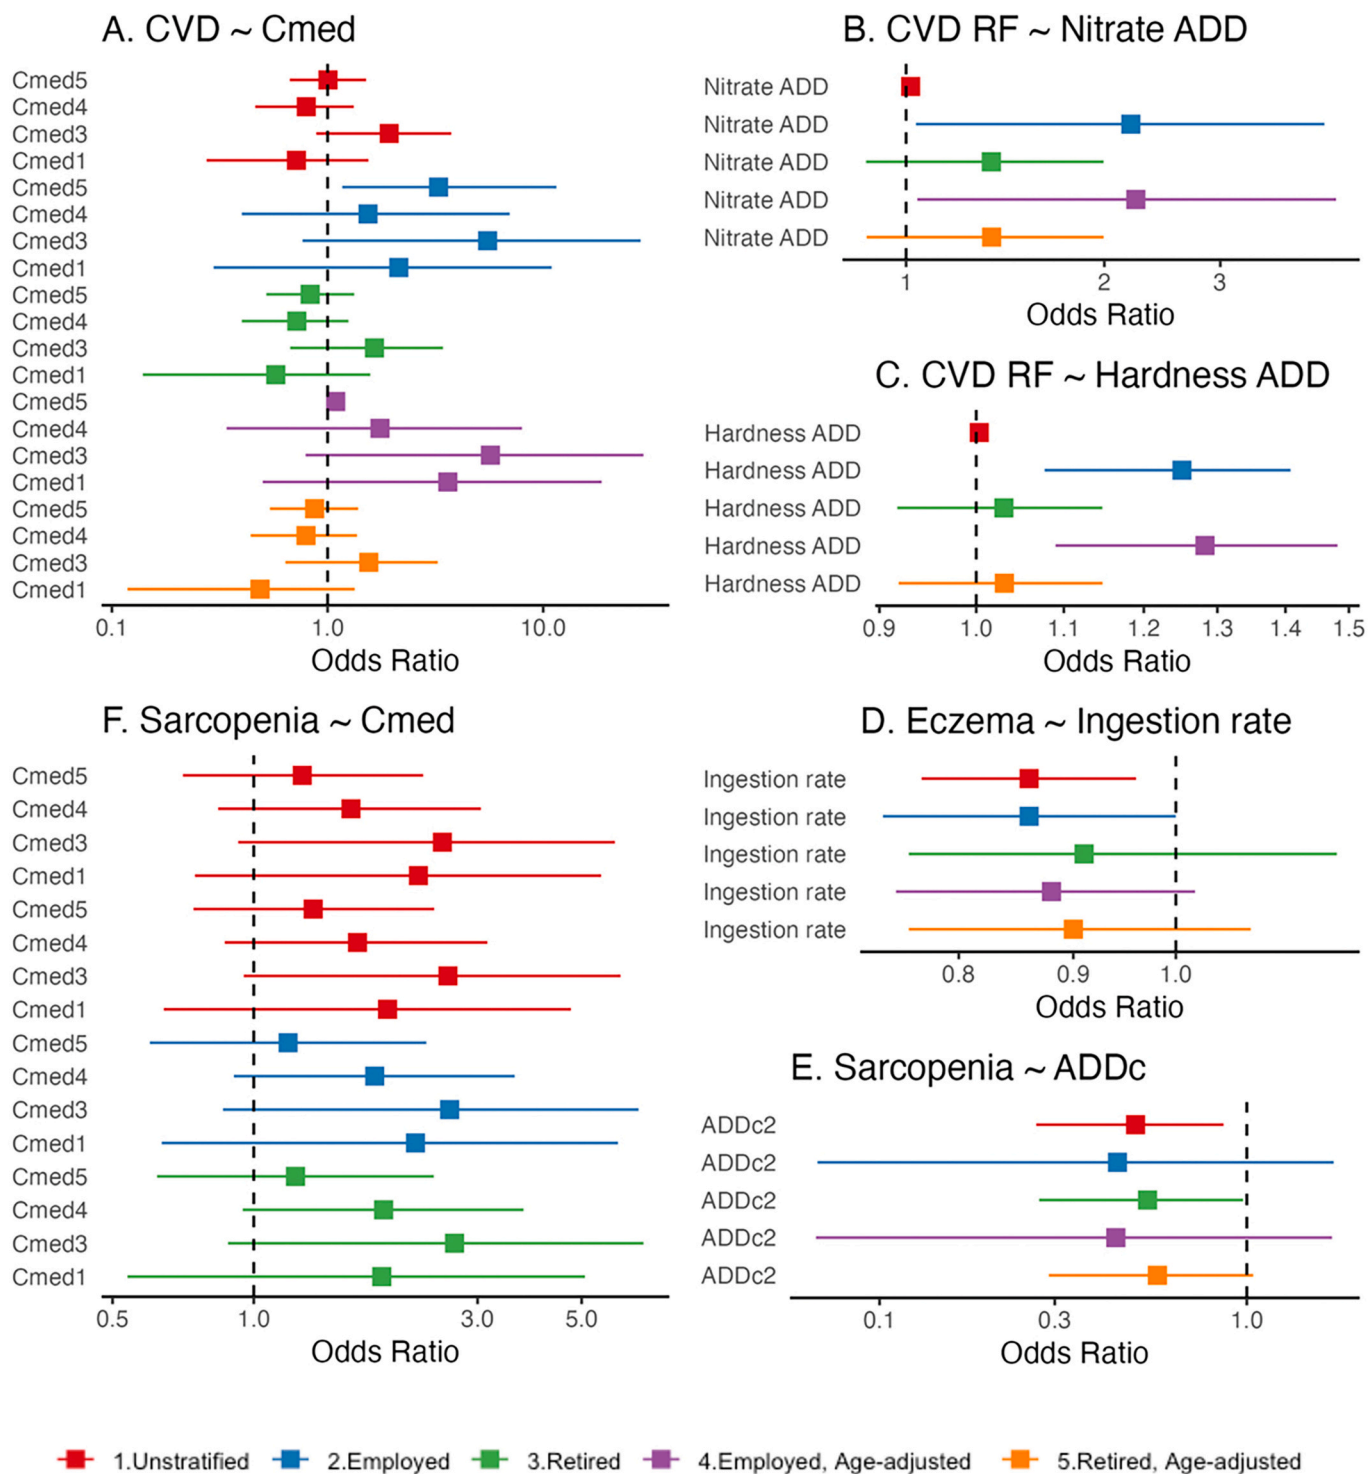 A. CVD ~ Cmed
Cmed5
Cmed4
Cmed3
Cmed1
Cmed5
Cmed4
Cmed3
Cmed1
Cmed5
Cmed4
Cmed3
Cmed1
Cmed5
Cmed4
Cmed3
Cmed1
Cmed5
Cmed4
Cmed3
Cmed1
0.1 1.0 10.0
Odds Ratio
B. CVD RF ~ Nitrate ADD
Nitrate ADD
Nitrate ADD
Nitrate ADD
Nitrate ADD
Nitrate ADD
1 2 3
Odds Ratio
C. CVD RF ~ Hardness ADD
Hardness ADD
Hardness ADD
Hardness ADD
Hardness ADD
Hardness ADD
0.9 1.0 1.1 1.2 1.3 1.4 1.5
Odds Ratio
F. Sarcopenia ~ Cmed
Cmed5
Cmed4
Cmed3
Cmed1
Cmed5
Cmed4
Cmed3
Cmed1
Cmed5
Cmed4
Cmed3
Cmed1
Cmed5
Cmed4
Cmed3
Cmed1
0.5 1.0 3.0 5.0
Odds Ratio
D. Eczema ~ Ingestion rate
Ingestion rate
Ingestion rate
Ingestion rate
Ingestion rate
Ingestion rate
0.8 0.9 1.0
Odds Ratio
E. Sarcopenia ~ ADDc
ADDc2
ADDc2
ADDc2
ADDc2
ADDc2
0.1 0.3 1.0
Odds Ratio
1.Unstratified 2.Employed 3.Retired 4.Employed, Age-adjusted 5.Retired, Age-adjusted